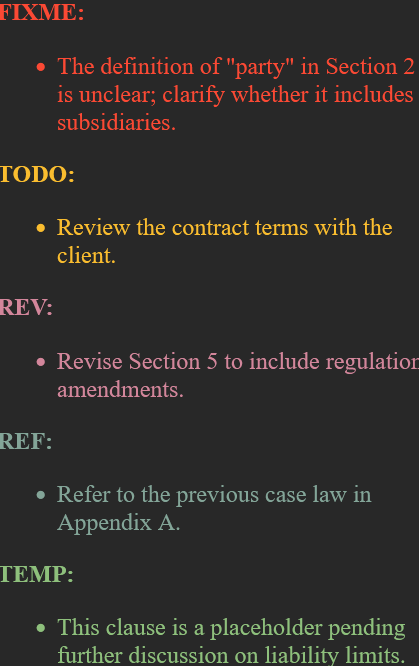 FIXME:
• The definition of "party" in Section 2
is unclear; clarify whether it includes
subsidiaries.
TODO:
• Review the contract terms with the
client.
REV:
• Revise Section 5 to include regulation
amendments.
REF:
• Refer to the previous case law in
Appendix A.
TEMP:
• This clause is a placeholder pending
further discussion on liability limits.